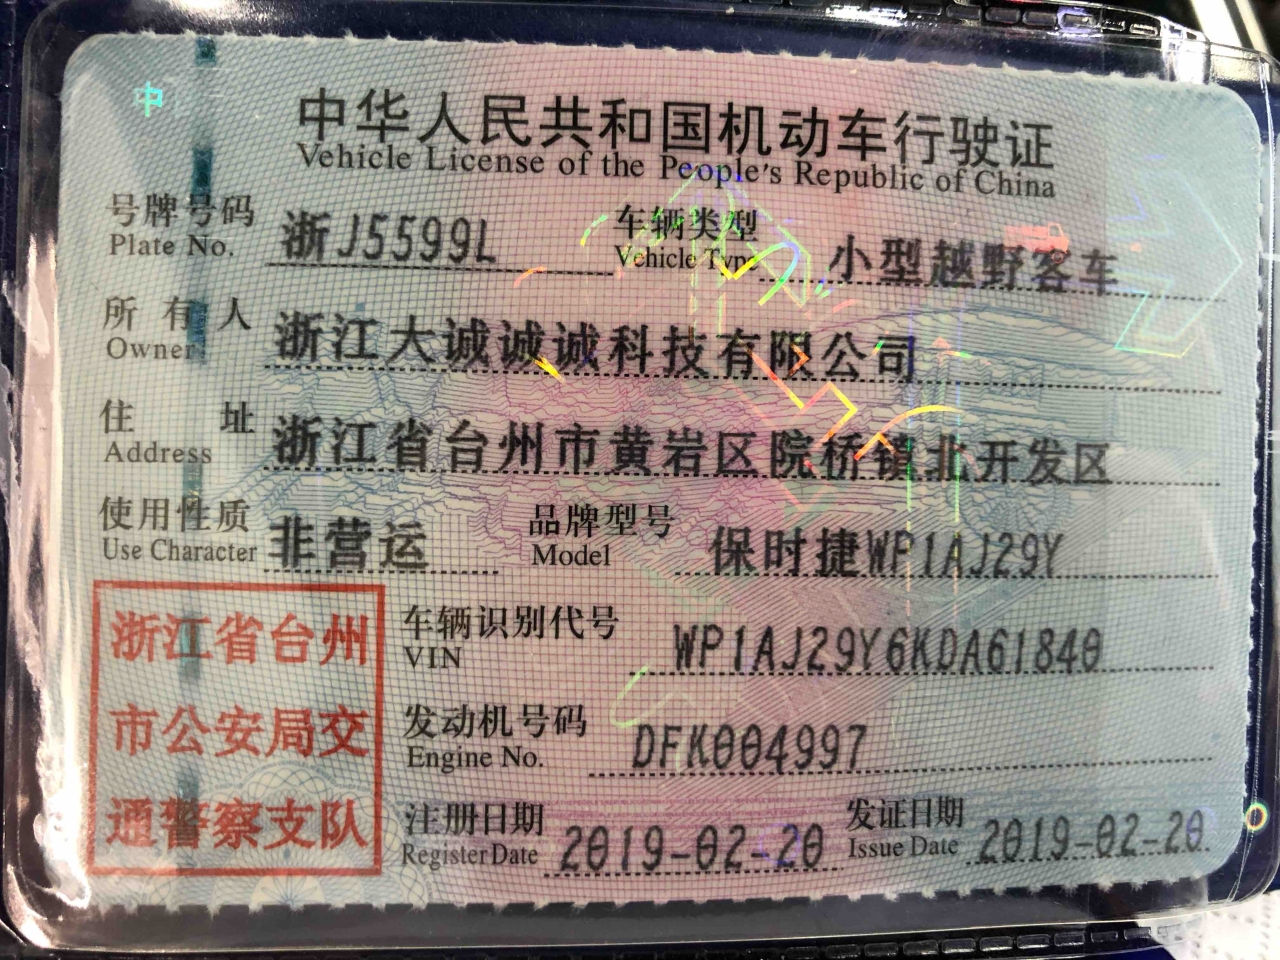 中
中华人民共和国机动车行驶证
Vehicle License of the People's Republic of China
号牌号码 浙J5599L 车辆类型 小型越野客车
Plate No. Vehicle Type
所有人 浙江大诚诚诚科技有限公司
Owner
住址 浙江省台州市黄岩区院桥镇北开发区
Address
使用性质 非营运 品牌型号 保时捷WP1AJ29Y
Use Character Model
浙江省台州
市公安局交
通警察支队
车辆识别代号 WP1AJ29Y6KDA61840
VIN
发动机号码 DFK004997
Engine No.
注册日期 2019-02-20 发证日期 2019-02-20
Register Date Issue Date